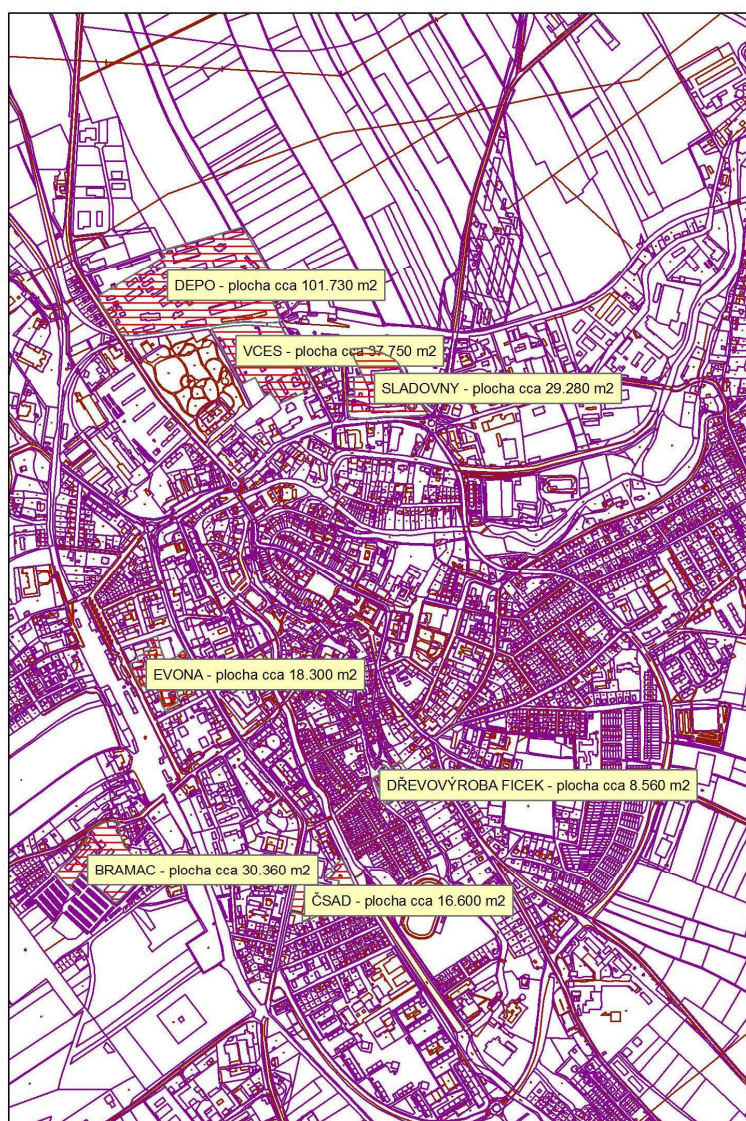 DEPO - plocha cca 101.730 m2
VCES - plocha cca 37.750 m2
SLADOVNY - plocha cca 29.280 m2
EVONA - plocha cca 18.300 m2
DŘEVOVÝROBA FICEK - plocha cca 8.560 m2
BRAMAC - plocha cca 30.360 m2
ČSAD - plocha cca 16.600 m2